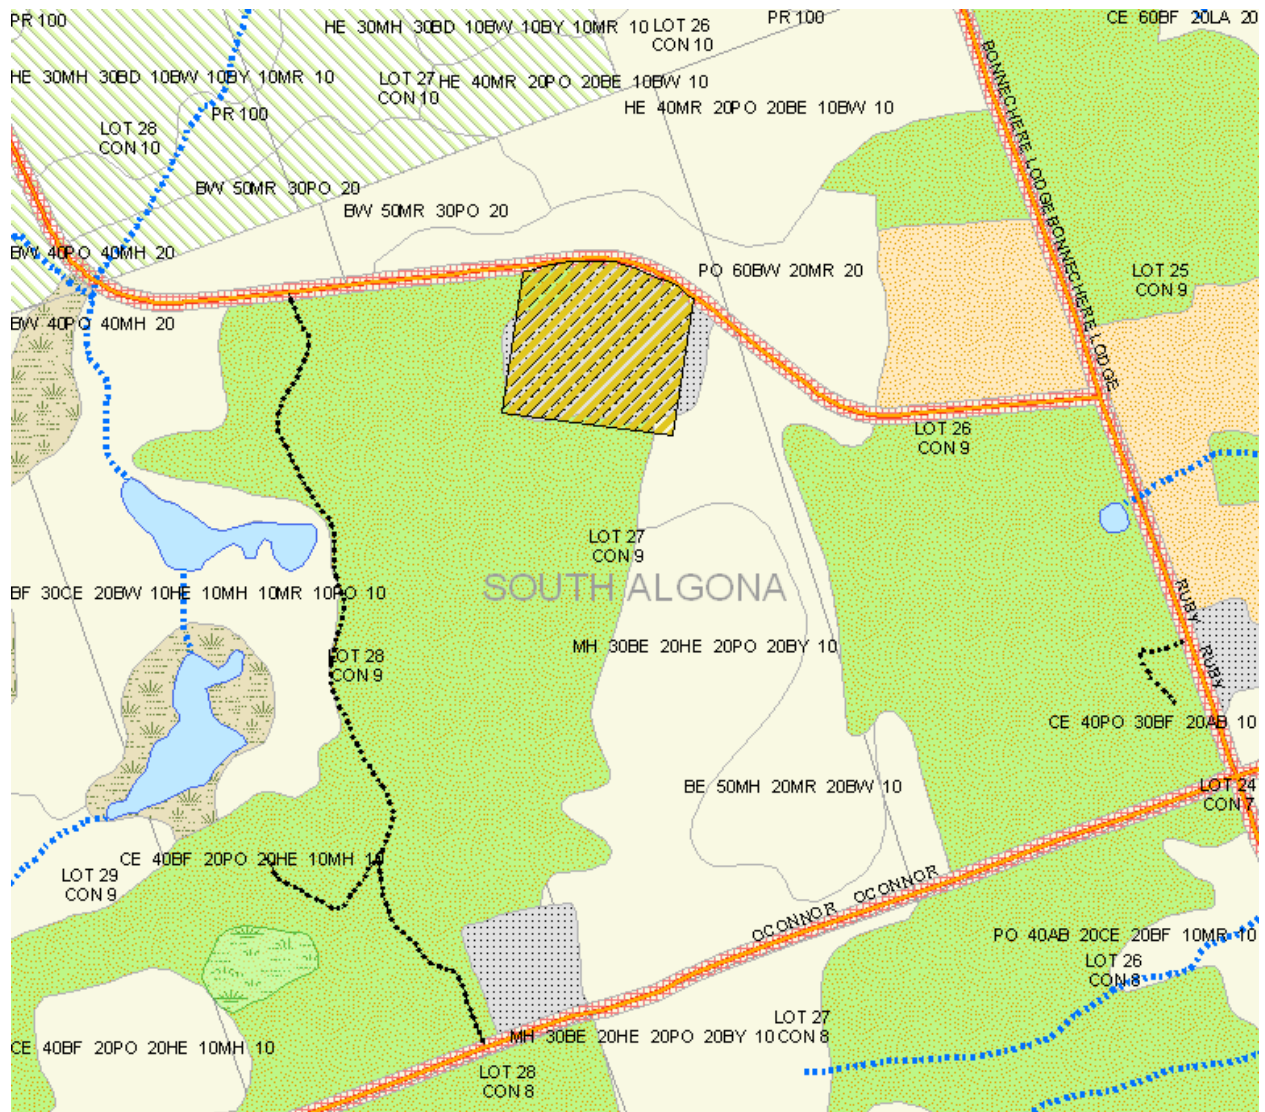 PR 100
HE 30MH 30BD 10BW 10BY 10MR 10
LOT 26
CON 10
PR 100
CE 60BF 20LA 20
HE 30MH 30BD 10BW 10BY 10MR 10
LOT 27
CON 10
HE 40MR 20PO 20BE 10BW 10
PR 100
HE 40MR 20PO 20BE 10BW 10
LOT 28
CON 10
BONNECHERE LODGE
BONNECHERE LODGE
BW 50MR 30PO 20
BW 50MR 30PO 20
BW 40PO 40MH 20
PO 60BW 20MR 20
LOT 25
CON 9
BW 40PO 40MH 20
LOT 26
CON 9
LOT 27
CON 9
SOUTH ALGONA
BF 30CE 20BW 10HE 10MH 10MR 10PO 10
RUBY
RUBY
MH 30BE 20HE 20PO 20BY 10
LOT 28
CON 9
CE 40PO 30BF 20AB 10
BE 50MH 20MR 20BW 10
LOT 24
CON 7
CE 40BF 20PO 20HE 10MH 10
LOT 29
CON 9
OCONNOR
OCONNOR
PO 40AB 20CE 20BF 10MR 10
LOT 26
CON 8
LOT 27
CON 8
MH 30BE 20HE 20PO 20BY 10
CE 40BF 20PO 20HE 10MH 10
LOT 28
CON 8